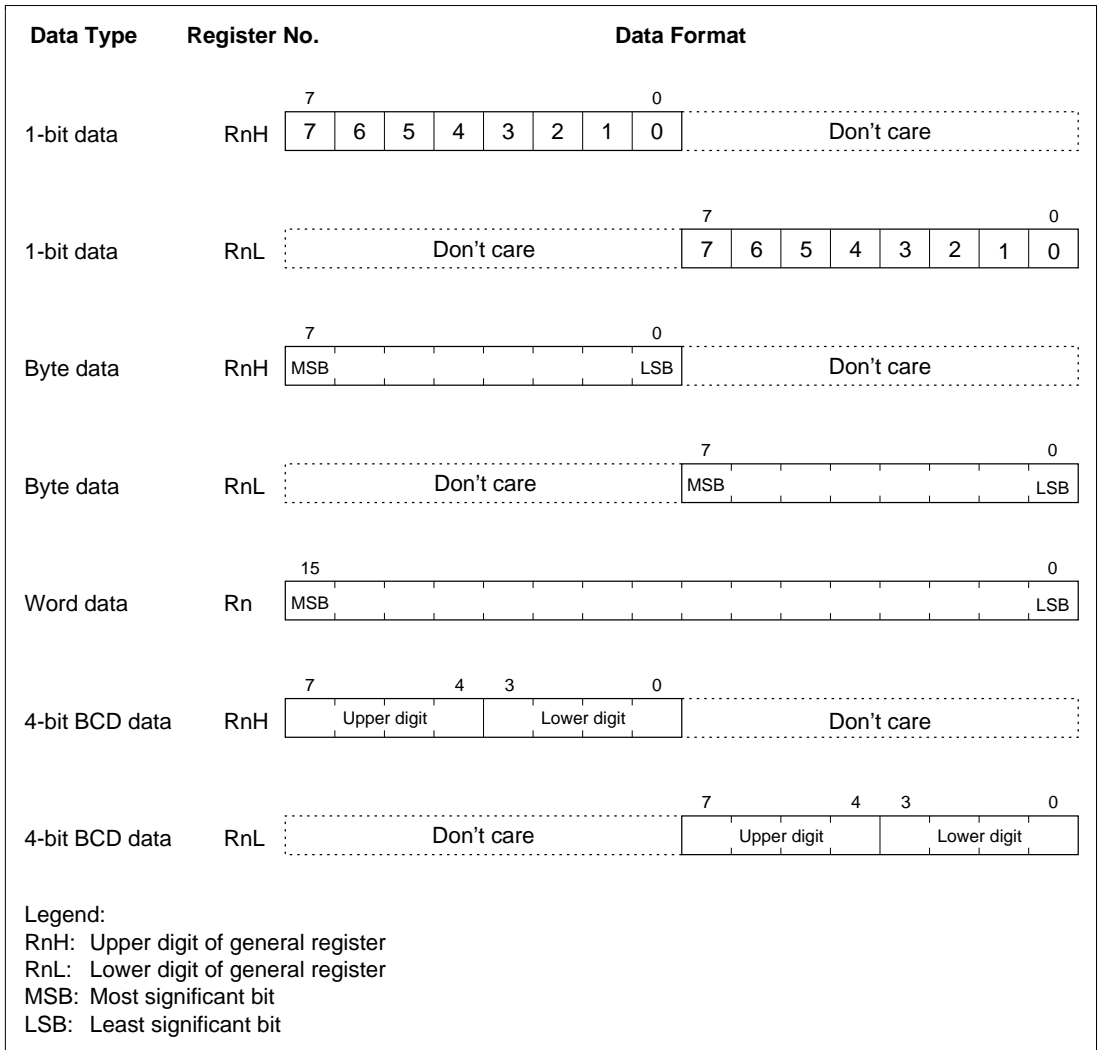 Data Type Register No. Data Format
7 0
1-bit data RnH 7 6 5 4 3 2 1 0 Don't care
7 0
1-bit data RnL Don't care 7 6 5 4 3 2 1 0
7 0
Byte data RnH MSB LSB Don't care
7 0
Byte data RnL Don't care MSB LSB
15 0
Word data Rn MSB LSB
7 4 3 0
4-bit BCD data RnH Upper digit Lower digit Don't care
7 4 3 0
4-bit BCD data RnL Don't care Upper digit Lower digit
Legend:
RnH: Upper digit of general register
RnL: Lower digit of general register
MSB: Most significant bit
LSB: Least significant bit